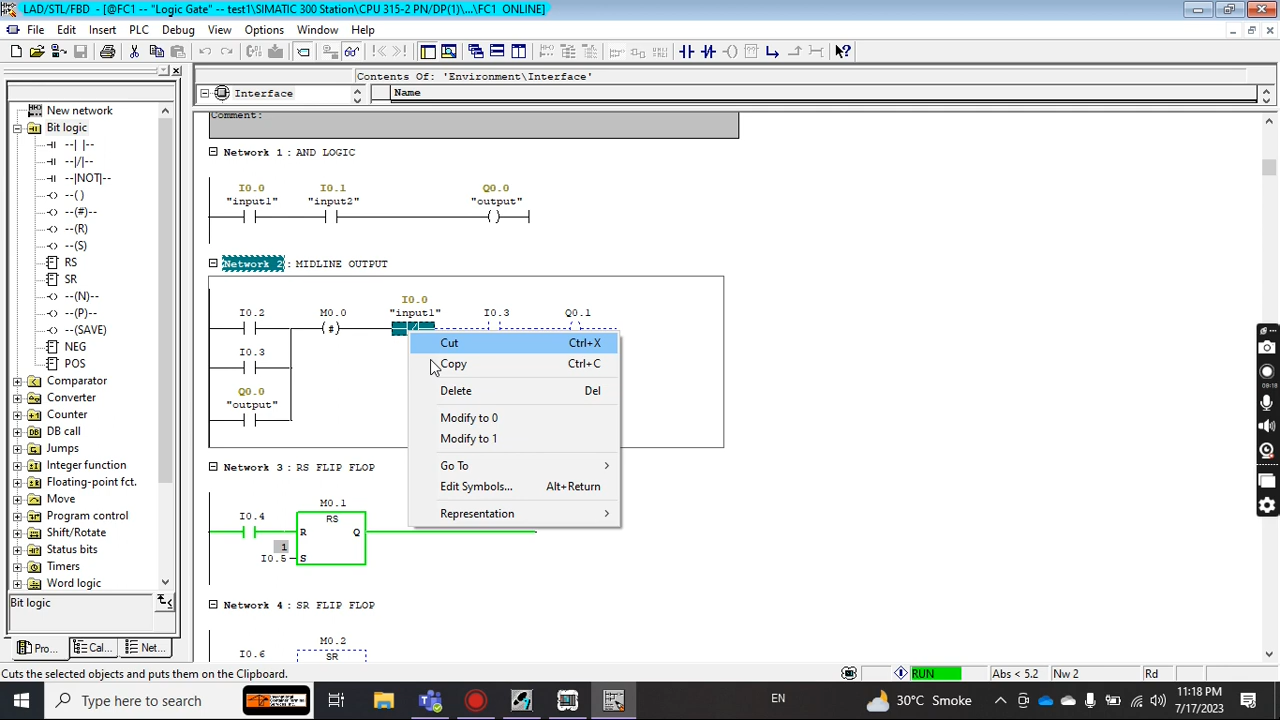 LAD/STL/FBD - [@FC1 -- "Logic Gate" -- test1\SIMATIC 300 Station\CPU 315-2 PN/DP(1)\...\FC1 ONLINE]
File Edit Insert PLC Debug View Options Window Help
Contents Of: 'Environment\Interface'
Interface
Name
New network
Bit logic
--| |--
--|/|--
--|NOT|--
--( )
--(#)--
--(R)
--(S)
RS
SR
--(N)--
--(P)--
--(SAVE)
NEG
POS
Comparator
Converter
Counter
DB call
Jumps
Integer function
Floating-point fct.
Move
Program control
Shift/Rotate
Status bits
Timers
Word logic
Bit logic
Pro... Cal... Net...
Comment:
Network 1 : AND LOGIC
I0.0 I0.1 Q0.0
"input1" "input2" "output"
Network 2 : MIDLINE OUTPUT
I0.0
I0.2 M0.0 "input1" I0.3 Q0.1
#
I0.3
Q0.0
"output"
Cut Ctrl+X
Copy Ctrl+C
Delete Del
Modify to 0
Modify to 1
Go To
Edit Symbols... Alt+Return
Representation
Network 3 : RS FLIP FLOP
M0.1
I0.4 RS
R Q
1
I0.5 S
Network 4 : SR FLIP FLOP
M0.2
I0.6 SR
09:18
Cuts the selected objects and puts them on the Clipboard.
RUN Abs < 5.2 Nw 2 Rd
Type here to search
EN
30°C Smoke
11:18 PM
7/17/2023